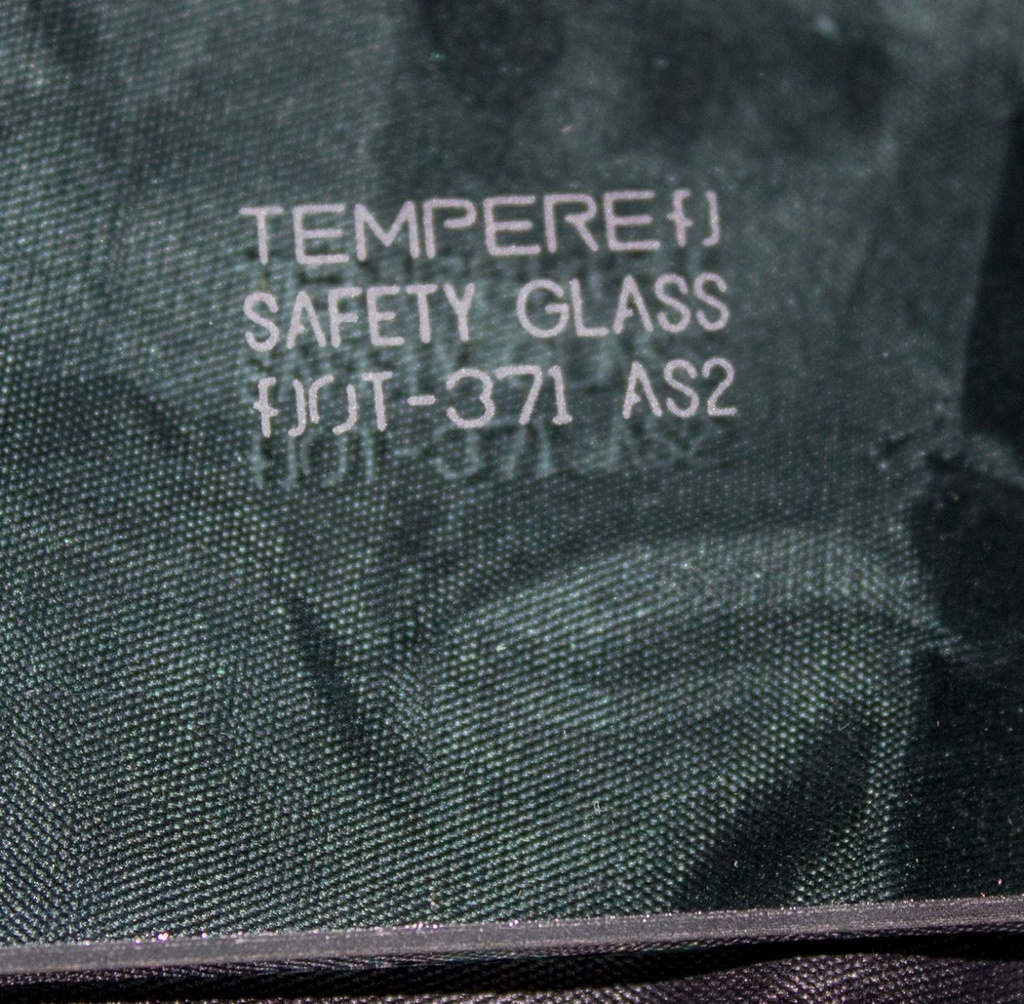 TEMPERED
SAFETY GLASS
DOT-371 AS2